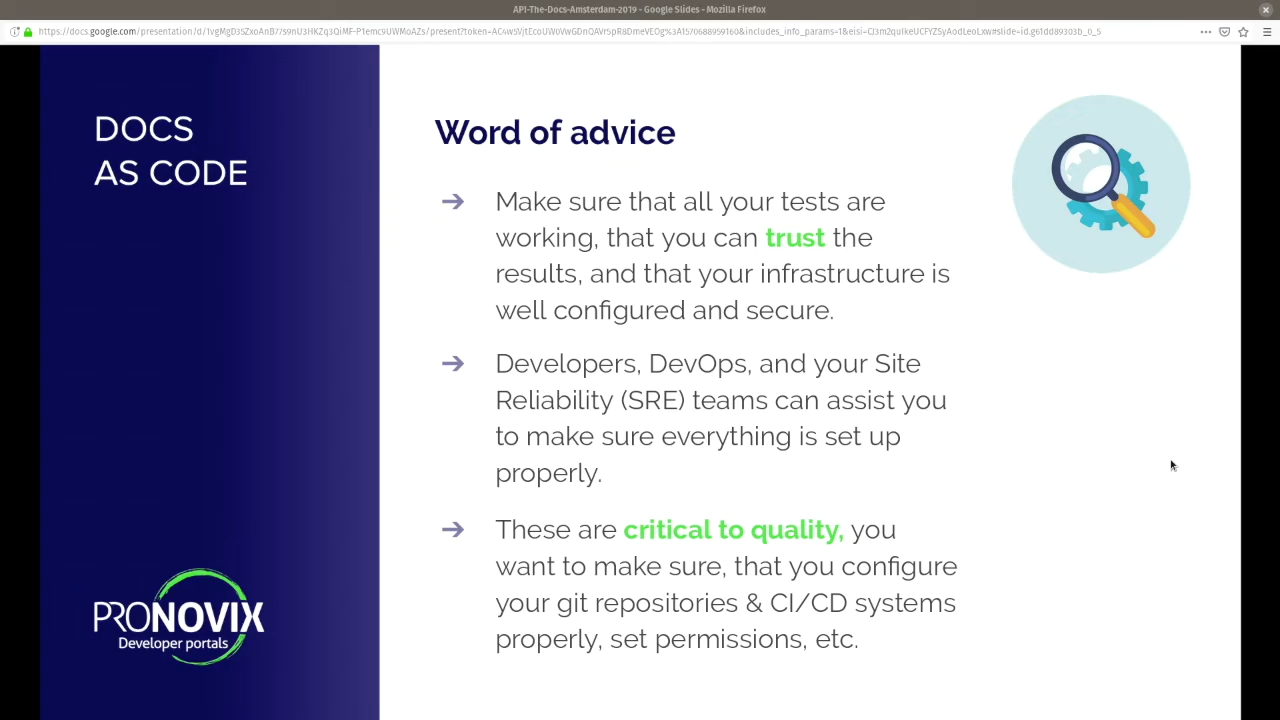 API-The-Docs-Amsterdam-2019 - Google Slides - Mozilla Firefox
DOCS
AS CODE
Word of advice
➔ Make sure that all your tests are
working, that you can trust the
results, and that your infrastructure is
well configured and secure.
➔ Developers, DevOps, and your Site
Reliability (SRE) teams can assist you
to make sure everything is set up
properly.
➔ These are critical to quality, you
want to make sure, that you configure
your git repositories & CI/CD systems
properly, set permissions, etc.
PRONOVIX
Developer portals